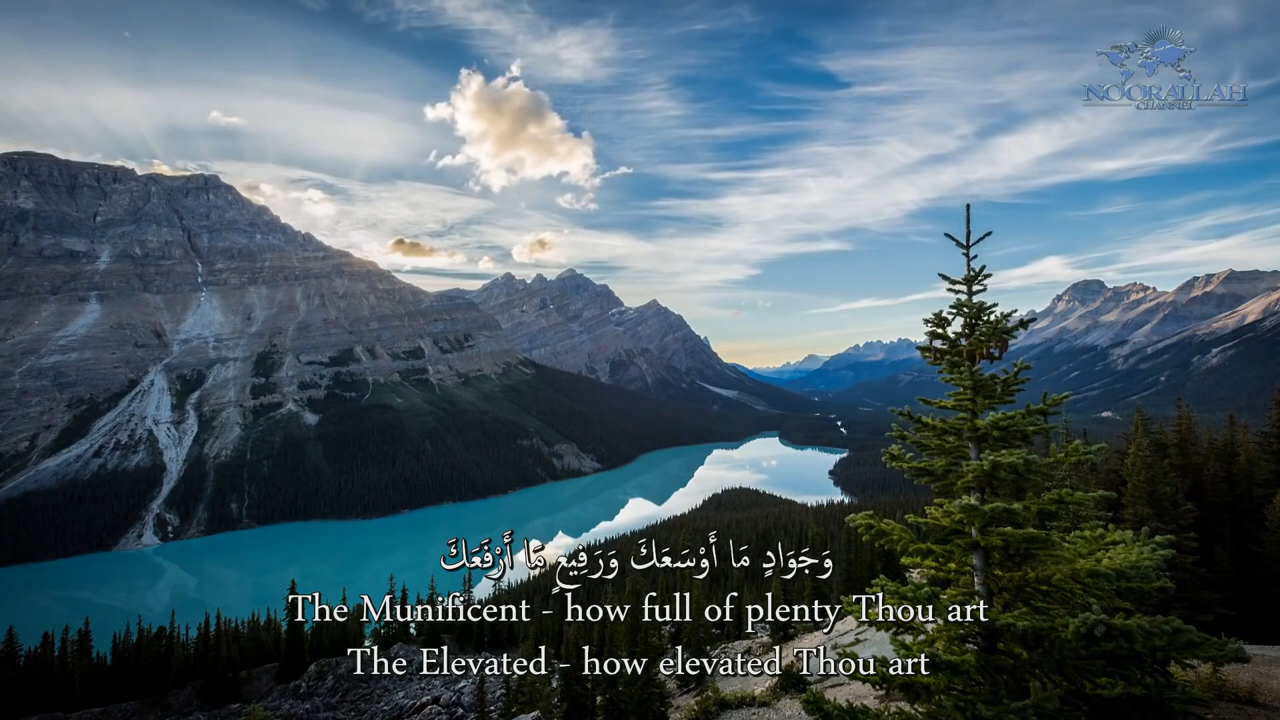 NOORALLAH
CHANNEL
وَجَوَادٍ مَا أَوْسَعَكَ وَرَفِيعٍ مَا أَرْفَعَكَ
The Munificent - how full of plenty Thou art
The Elevated - how elevated Thou art